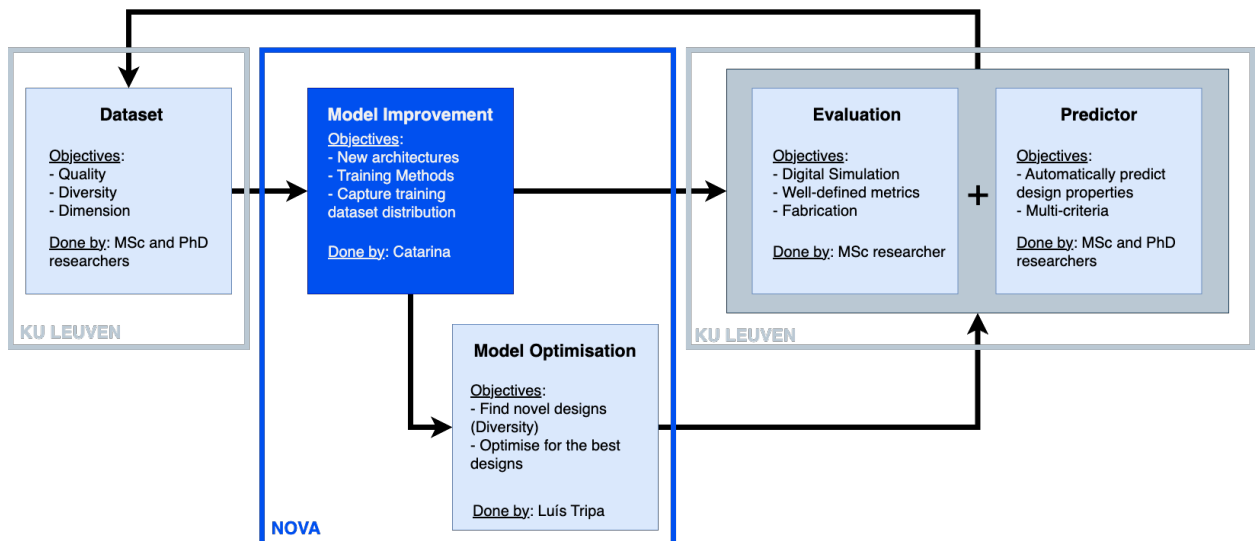 Dataset
Objectives:
- Quality
- Diversity
- Dimension
Done by: MSc and PhD
researchers
KU LEUVEN
Model Improvement
Objectives:
- New architectures
- Training Methods
- Capture training
dataset distribution
Done by: Catarina
Model Optimisation
Objectives:
- Find novel designs
(Diversity)
- Optimise for the best
designs
Done by: Luís Tripa
NOVA
Evaluation
Objectives:
- Digital Simulation
- Well-defined metrics
- Fabrication
Done by: MSc researcher
+
Predictor
Objectives:
- Automatically predict
design properties
- Multi-criteria
Done by: MSc and PhD
researchers
KU LEUVEN